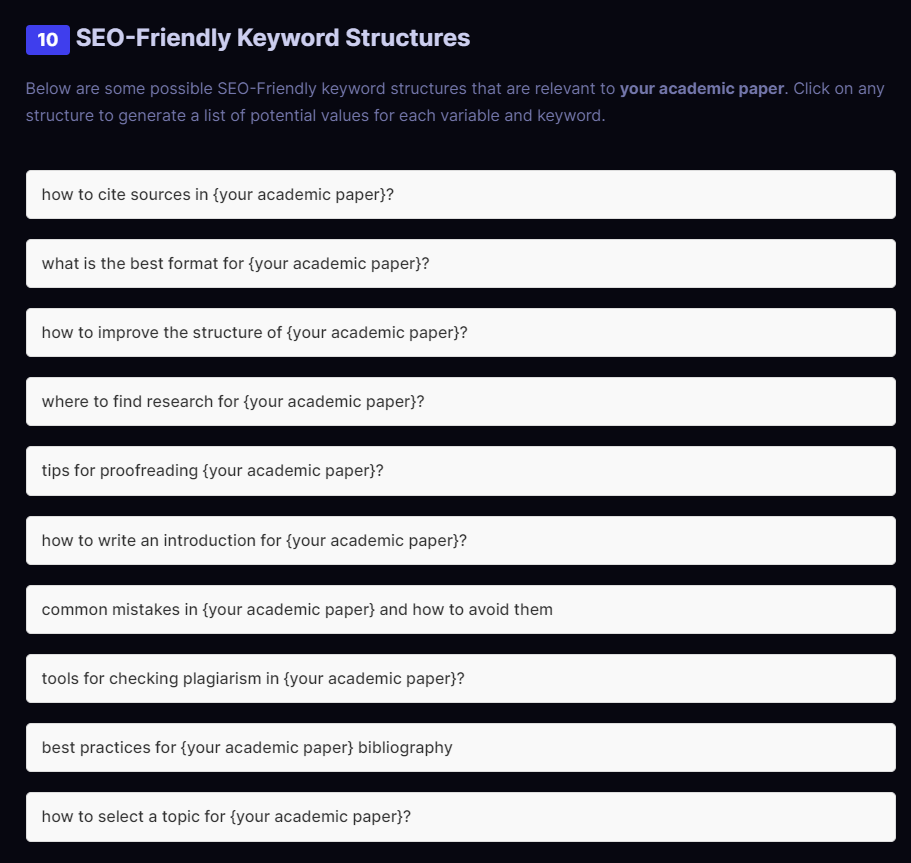 10 SEO-Friendly Keyword Structures
Below are some possible SEO-Friendly keyword structures that are relevant to your academic paper. Click on any
structure to generate a list of potential values for each variable and keyword.
how to cite sources in {your academic paper}?
what is the best format for {your academic paper}?
how to improve the structure of {your academic paper}?
where to find research for {your academic paper}?
tips for proofreading {your academic paper}?
how to write an introduction for {your academic paper}?
common mistakes in {your academic paper} and how to avoid them
tools for checking plagiarism in {your academic paper}?
best practices for {your academic paper} bibliography
how to select a topic for {your academic paper}?